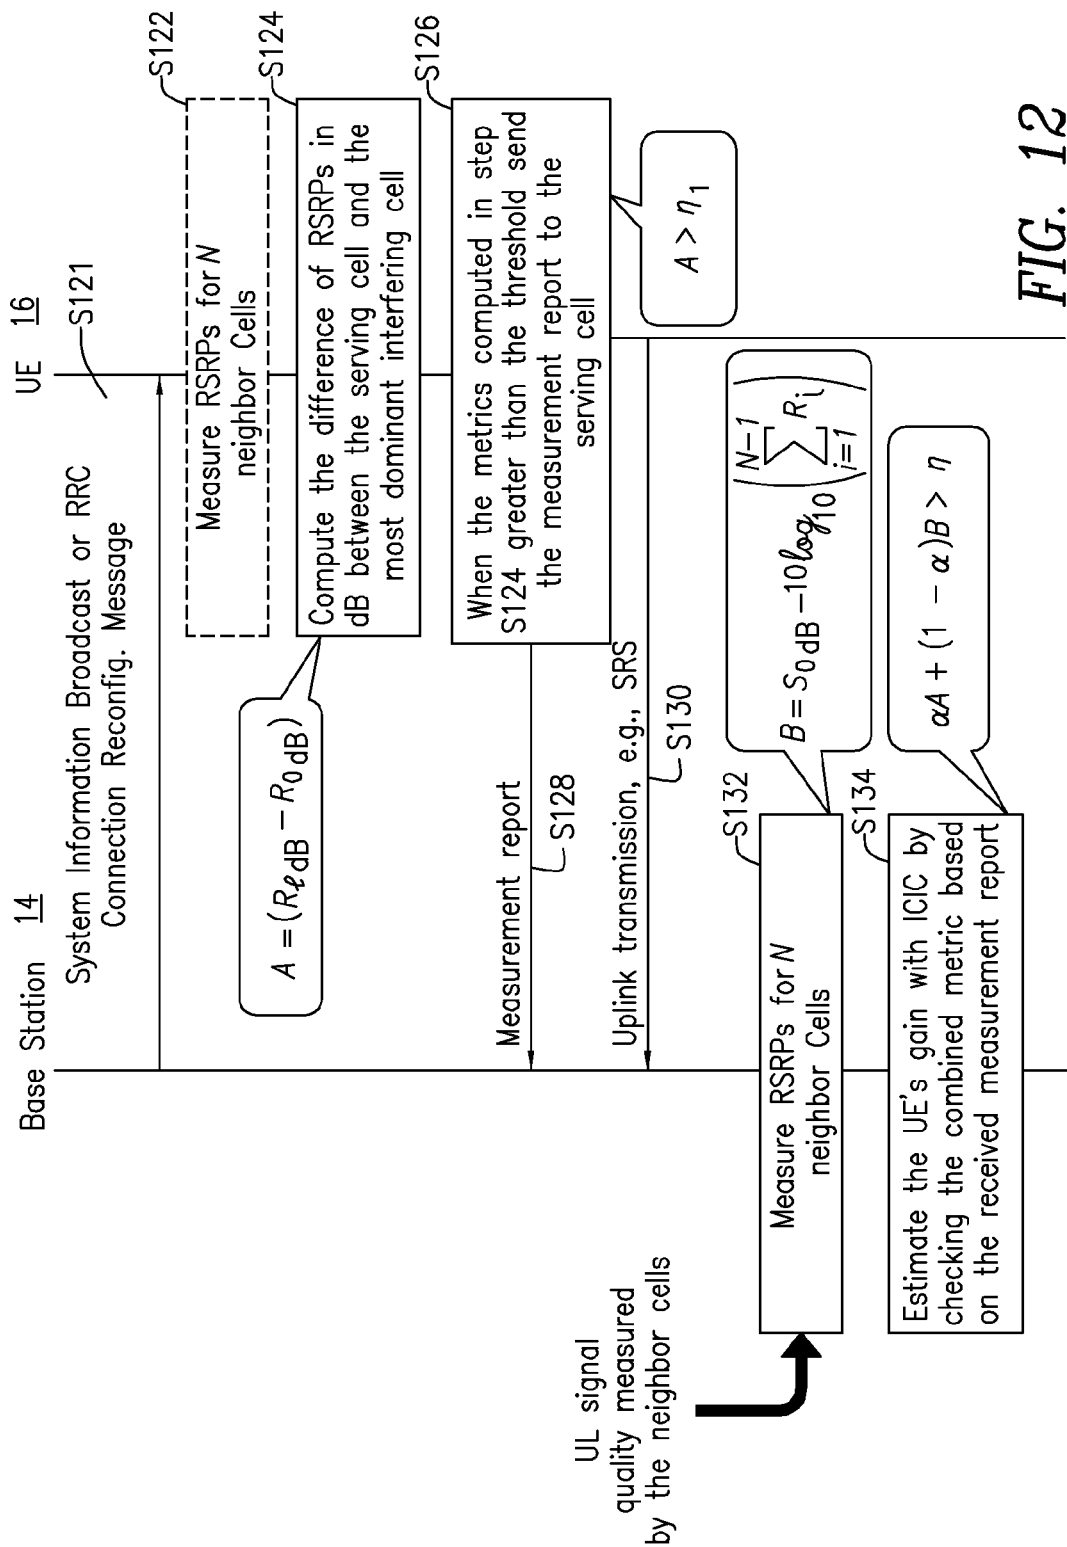 Base Station 14
UE 16
System Information Broadcast or RRC
Connection Reconfig. Message
S121
Measure RSRPs for N
neighbor Cells
S122
A = (Rℓ dB − R0 dB)
Compute the difference of RSRPs in
dB between the serving cell and the
most dominant interfering cell
S124
When the metrics computed in step
S124 greater than the threshold send
the measurement report to the
serving cell
S126
A > η1
Measurement report
S128
Uplink transmission, e.g., SRS
S130
UL signal
quality measured
by the neighbor cells
Measure RSRPs for N
neighbor Cells
S132
B = S0 dB − 10log10 (∑ i=1 N−1 Ri)
Estimate the UE's gain with ICIC by
checking the combined metric based
on the received measurement report
S134
αA + (1 − α)B > η
FIG. 12